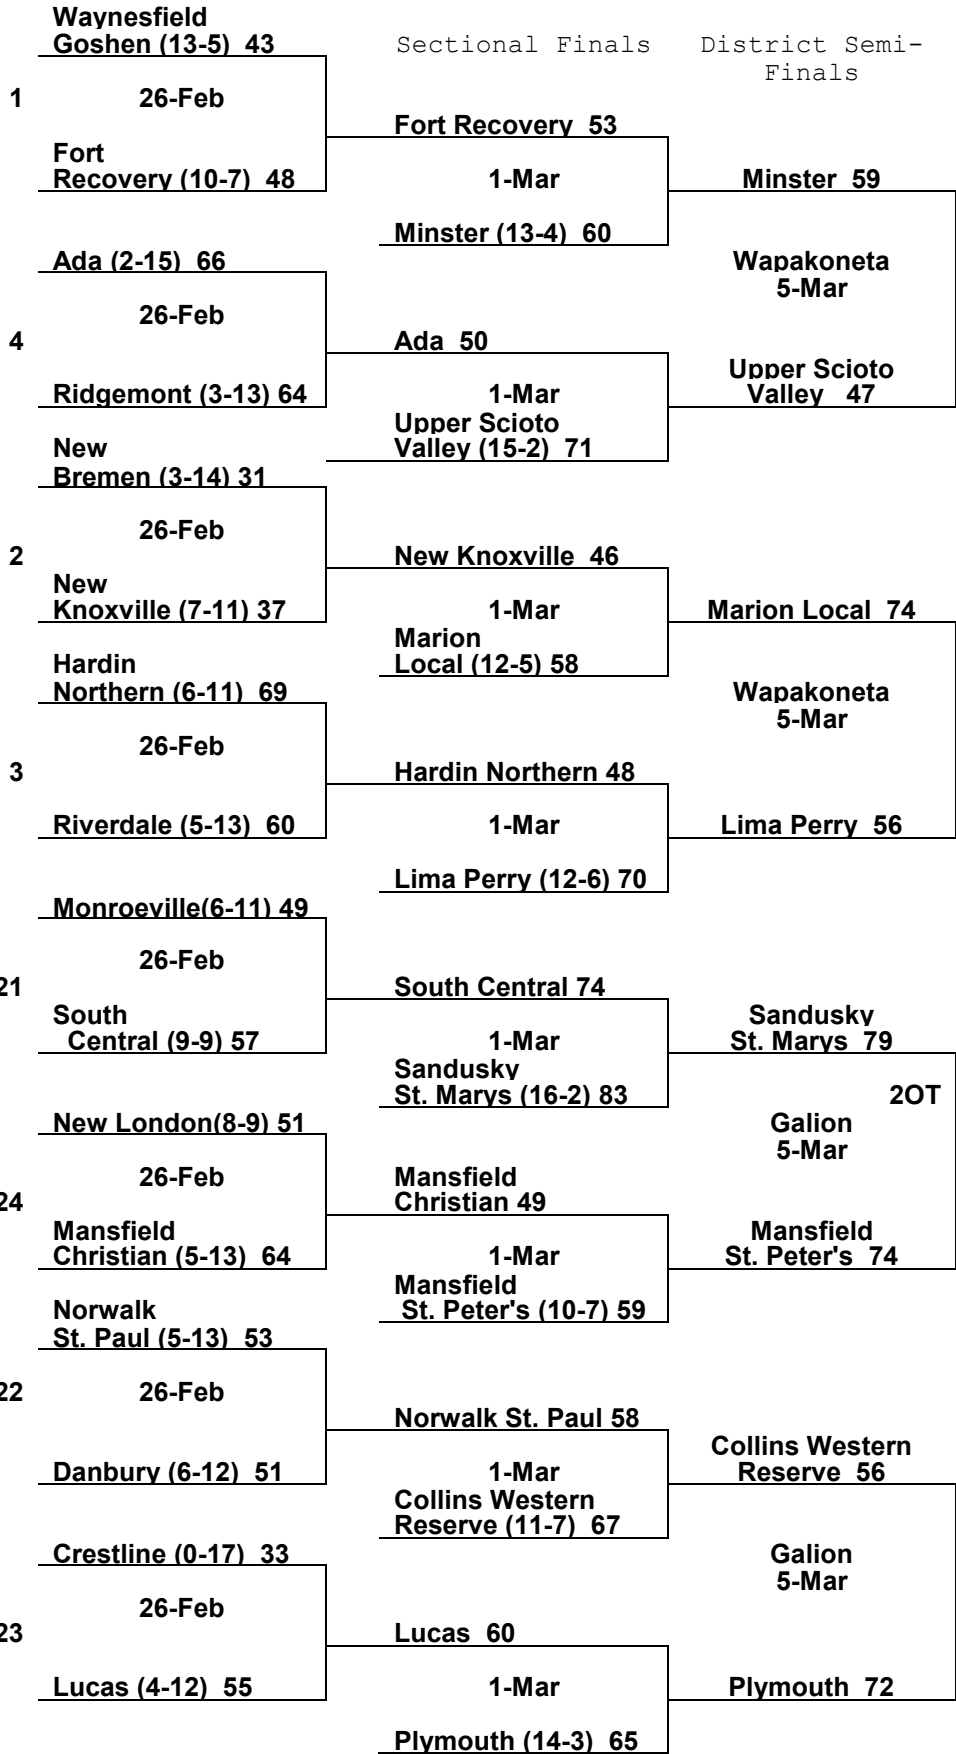 Waynesfield
Goshen (13-5) 43
Sectional Finals
District Semi-
Finals
1
26-Feb
Fort Recovery 53
Fort
Recovery (10-7) 48
1-Mar
Minster 59
Minster (13-4) 60
Ada (2-15) 66
Wapakoneta
5-Mar
26-Feb
4
Ada 50
Ridgemont (3-13) 64
1-Mar
Upper Scioto
Valley 47
Upper Scioto
Valley (15-2) 71
New
Bremen (3-14) 31
26-Feb
2
New Knoxville 46
New
Knoxville (7-11) 37
1-Mar
Marion Local 74
Marion
Local (12-5) 58
Hardin
Northern (6-11) 69
Wapakoneta
5-Mar
26-Feb
3
Hardin Northern 48
Riverdale (5-13) 60
1-Mar
Lima Perry 56
Lima Perry (12-6) 70
Monroeville(6-11) 49
26-Feb
21
South Central 74
South
Central (9-9) 57
1-Mar
Sandusky
St. Marys 79
Sandusky
St. Marys (16-2) 83
2OT
New London(8-9) 51
Galion
5-Mar
26-Feb
24
Mansfield
Christian 49
Mansfield
Christian (5-13) 64
1-Mar
Mansfield
St. Peter's 74
Mansfield
St. Peter's (10-7) 59
Norwalk
St. Paul (5-13) 53
22
26-Feb
Norwalk St. Paul 58
Danbury (6-12) 51
1-Mar
Collins Western
Reserve 56
Collins Western
Reserve (11-7) 67
Crestline (0-17) 33
Galion
5-Mar
26-Feb
23
Lucas 60
Lucas (4-12) 55
1-Mar
Plymouth 72
Plymouth (14-3) 65